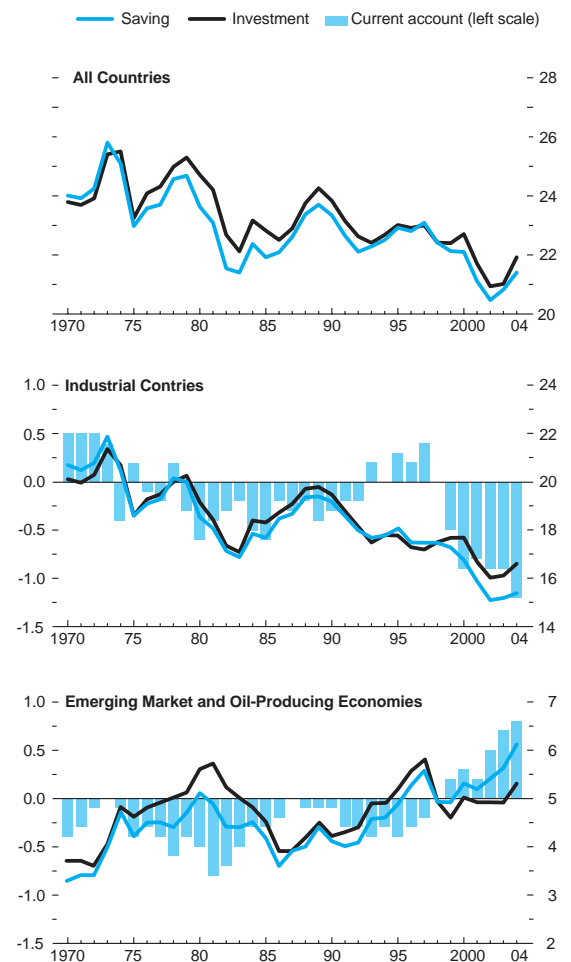 Saving Investment Current account (left scale)
All Countries
28
26
24
22
20
1970 75 80 85 90 95 2000 04
Industrial Contries
1.0 24
0.5 22
0.0 20
-0.5 18
-1.0 16
-1.5 14
1970 75 80 85 90 95 2000 04
Emerging Market and Oil-Producing Economies
1.0 7
0.5 6
0.0 5
-0.5 4
-1.0 3
-1.5 2
1970 75 80 85 90 95 2000 04